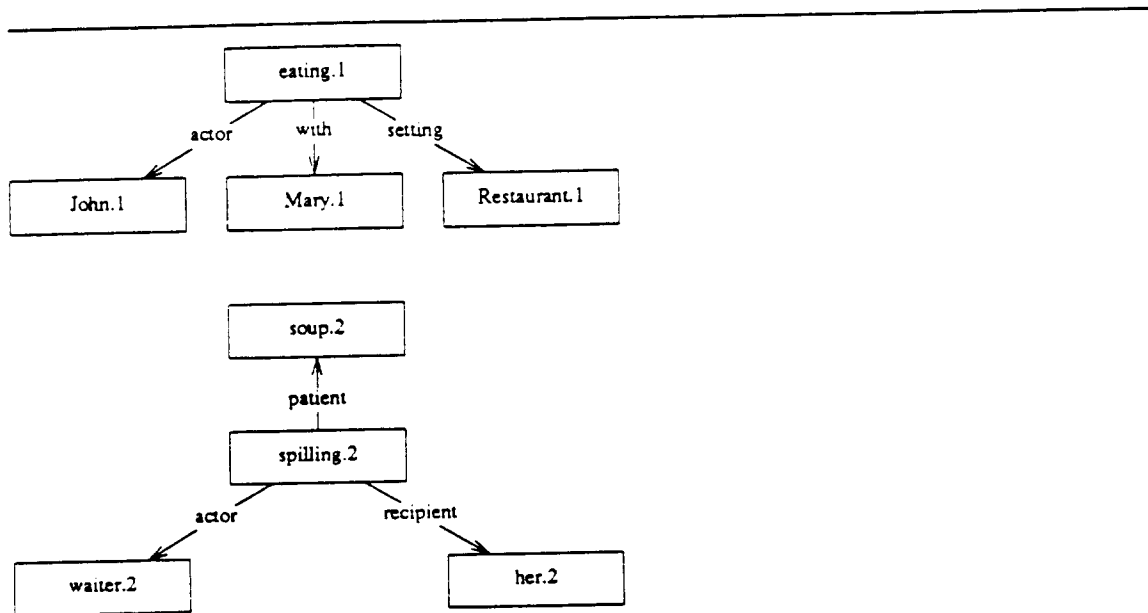 eating.1
actor with setting
John.1 Mary.1 Restaurant.1
soup.2
patient
spilling.2
actor recipient
waiter.2 her.2